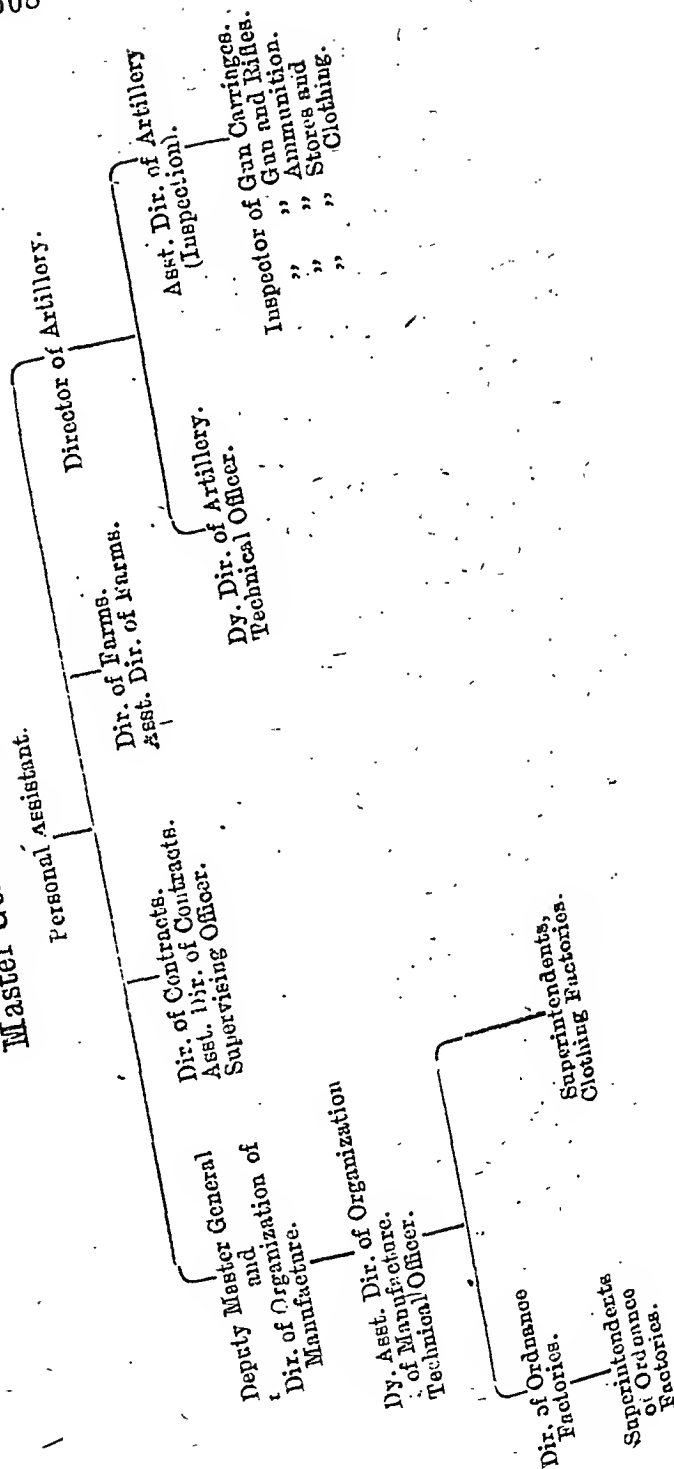 Master
Personal Assistant.
Deputy Master General
and
Dir. of Organization of
Manufacture.
Dir. of Contracts.
Asst. Dir. of Contracts.
Supervising Officer.
Dir. of Farms.
Asst. Dir. of Farms.
Director of Artillery.
Dy. Asst. Dir. of Organization
of Manufacture.
Technical Officer.
Dy. Dir. of Artillery.
Technical Officer.
Asst. Dir. of Artillery
(Inspection).
Inspector of Gun Carriages.
„ „ Gun and Rifles.
„ „ Ammunition.
„ „ Stores and
Clothing.
Dir. of Ordnance
Factories.
Superintendents,
Clothing Factories.
Superintendents
of Ordnance
Factories.